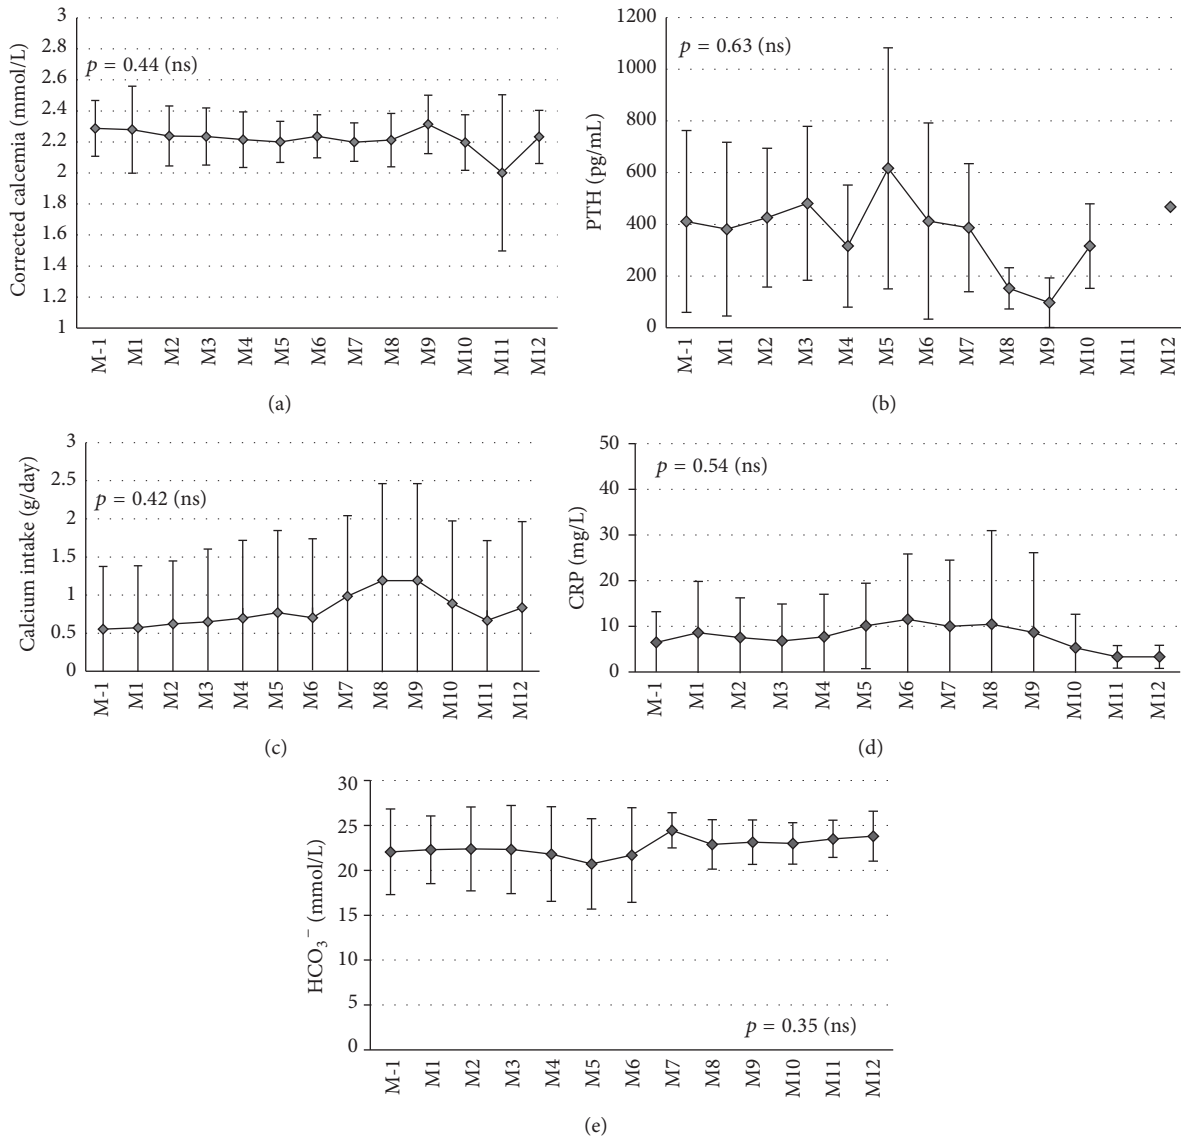 Corrected calcemia (mmol/L)
3
2.8
2.6
2.4
2.2
2
1.8
1.6
1.4
1.2
1
p = 0.44 (ns)
M-1 M1 M2 M3 M4 M5 M6 M7 M8 M9 M10 M11 M12
(a)
PTH (pg/mL)
1200
1000
800
600
400
200
0
p = 0.63 (ns)
M-1 M1 M2 M3 M4 M5 M6 M7 M8 M9 M10 M11 M12
(b)
Calcium intake (g/day)
3
2.5
2
1.5
1
0.5
0
p = 0.42 (ns)
M-1 M1 M2 M3 M4 M5 M6 M7 M8 M9 M10 M11 M12
(c)
CRP (mg/L)
50
40
30
20
10
0
p = 0.54 (ns)
M-1 M1 M2 M3 M4 M5 M6 M7 M8 M9 M10 M11 M12
(d)
HCO₃⁻ (mmol/L)
30
25
20
15
10
5
0
p = 0.35 (ns)
M-1 M1 M2 M3 M4 M5 M6 M7 M8 M9 M10 M11 M12
(e)